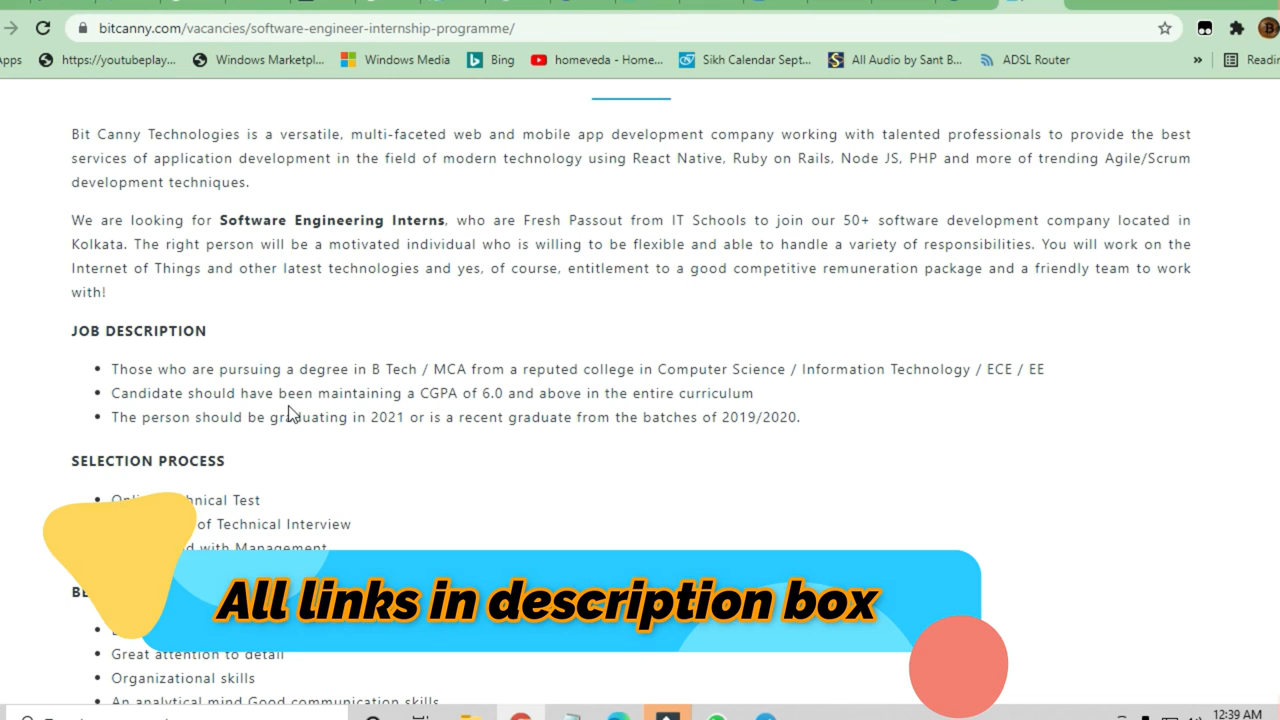 bitcanny.com/vacancies/software-engineer-internship-programme/
Apps https://youtubeplay... Windows Marketpl... Windows Media Bing homeveda - Home... Sikh Calendar Sept... All Audio by Sant B... ADSL Router »
Bit Canny Technologies is a versatile, multi-faceted web and mobile app development company working with talented professionals to provide the best
services of application development in the field of modern technology using React Native, Ruby on Rails, Node JS, PHP and more of trending Agile/Scrum
development techniques.
We are looking for Software Engineering Interns, who are Fresh Passout from IT Schools to join our 50+ software development company located in
Kolkata. The right person will be a motivated individual who is willing to be flexible and able to handle a variety of responsibilities. You will work on the
Internet of Things and other latest technologies and yes, of course, entitlement to a good competitive remuneration package and a friendly team to work
with!
JOB DESCRIPTION
• Those who are pursuing a degree in B Tech / MCA from a reputed college in Computer Science / Information Technology / ECE / EE
• Candidate should have been maintaining a CGPA of 6.0 and above in the entire curriculum
• The person should be graduating in 2021 or is a recent graduate from the batches of 2019/2020.
SELECTION PROCESS
• Online Technical Test
of Technical Interview
with Management
All links in description box
• Great attention to detail
• Organizational skills
• An analytical mind Good communication skills
12:39 AM